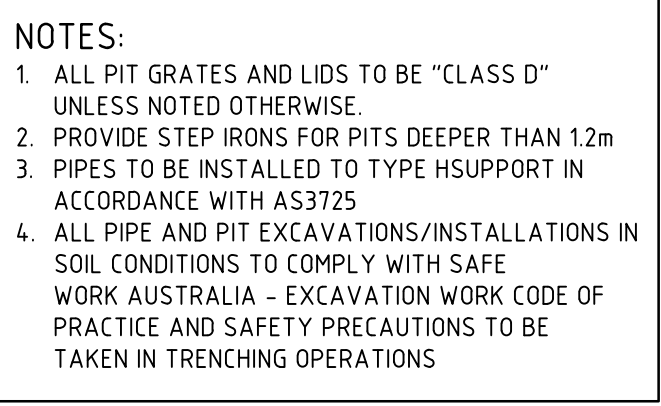 NOTES:
1. ALL PIT GRATES AND LIDS TO BE "CLASS D"
UNLESS NOTED OTHERWISE.
2. PROVIDE STEP IRONS FOR PITS DEEPER THAN 1.2m
3. PIPES TO BE INSTALLED TO TYPE HSUPPORT IN
ACCORDANCE WITH AS3725
4. ALL PIPE AND PIT EXCAVATIONS/INSTALLATIONS IN
SOIL CONDITIONS TO COMPLY WITH SAFE
WORK AUSTRALIA - EXCAVATION WORK CODE OF
PRACTICE AND SAFETY PRECAUTIONS TO BE
TAKEN IN TRENCHING OPERATIONS